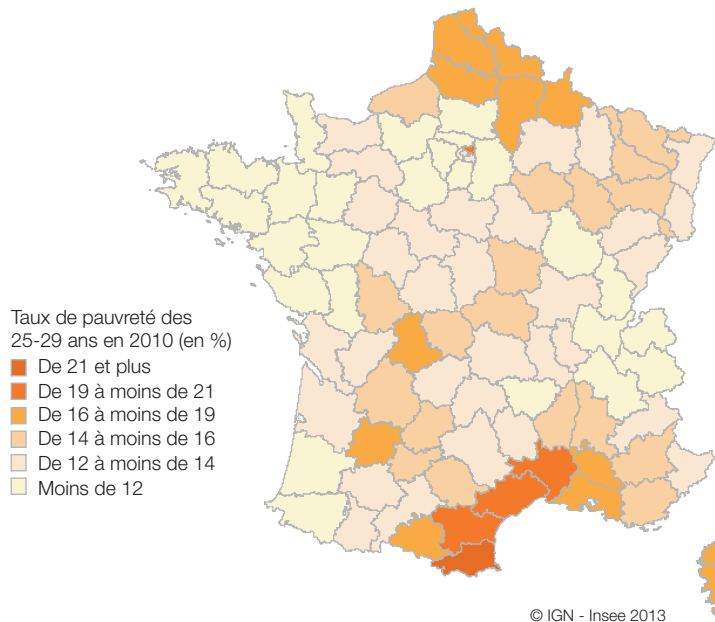 Taux de pauvreté des
25-29 ans en 2010 (en %)
De 21 et plus
De 19 à moins de 21
De 16 à moins de 19
De 14 à moins de 16
De 12 à moins de 14
Moins de 12
© IGN - Insee 2013